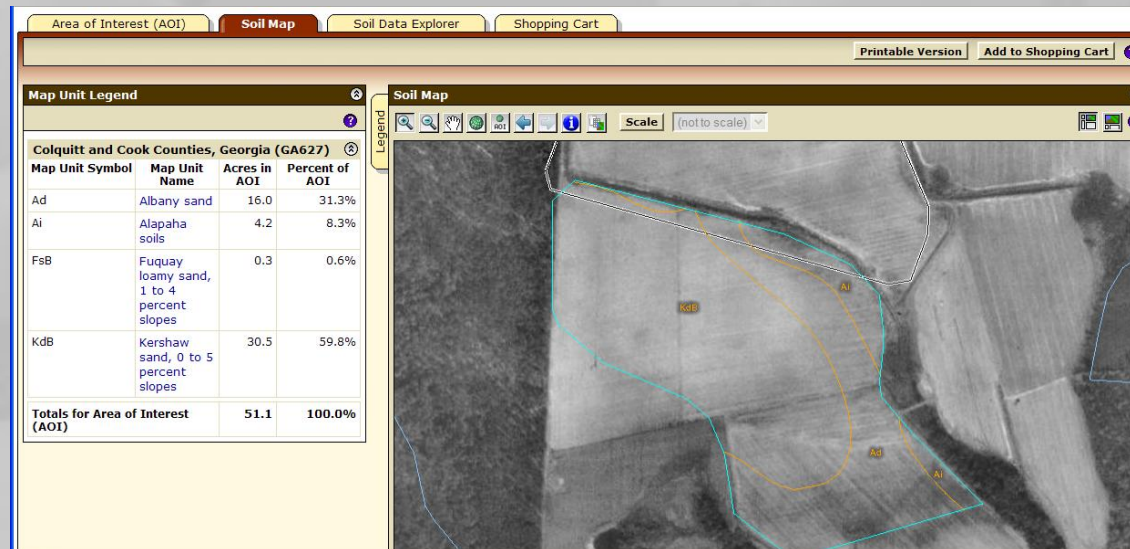 Area of Interest (AOI)
Soil Map
Soil Data Explorer
Shopping Cart
Printable Version
Add to Shopping Cart
Map Unit Legend
Colquitt and Cook Counties, Georgia (GA627)
Map Unit Symbol Map Unit Name Acres in AOI Percent of AOI
Ad Albany sand 16.0 31.3%
Ai Alapaha soils 4.2 8.3%
FsB Fuquay loamy sand, 1 to 4 percent slopes 0.3 0.6%
KdB Kershaw sand, 0 to 5 percent slopes 30.5 59.8%
Totals for Area of Interest (AOI) 51.1 100.0%
Legend
Soil Map
AOI
Scale
(not to scale)
Ai
KdB
Ad
Ai